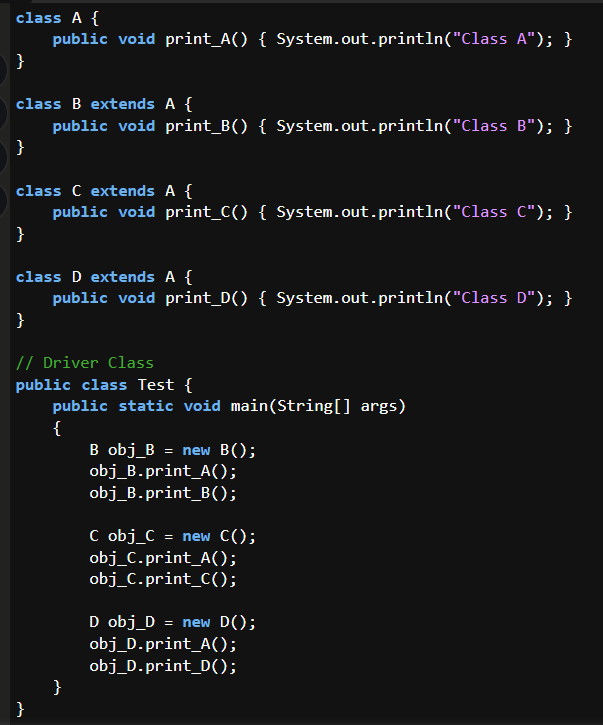 class A {
    public void print_A() { System.out.println("Class A"); }
}

class B extends A {
    public void print_B() { System.out.println("Class B"); }
}

class C extends A {
    public void print_C() { System.out.println("Class C"); }
}

class D extends A {
    public void print_D() { System.out.println("Class D"); }
}

// Driver Class
public class Test {
    public static void main(String[] args)
    {
        B obj_B = new B();
        obj_B.print_A();
        obj_B.print_B();

        C obj_C = new C();
        obj_C.print_A();
        obj_C.print_C();

        D obj_D = new D();
        obj_D.print_A();
        obj_D.print_D();
    }
}